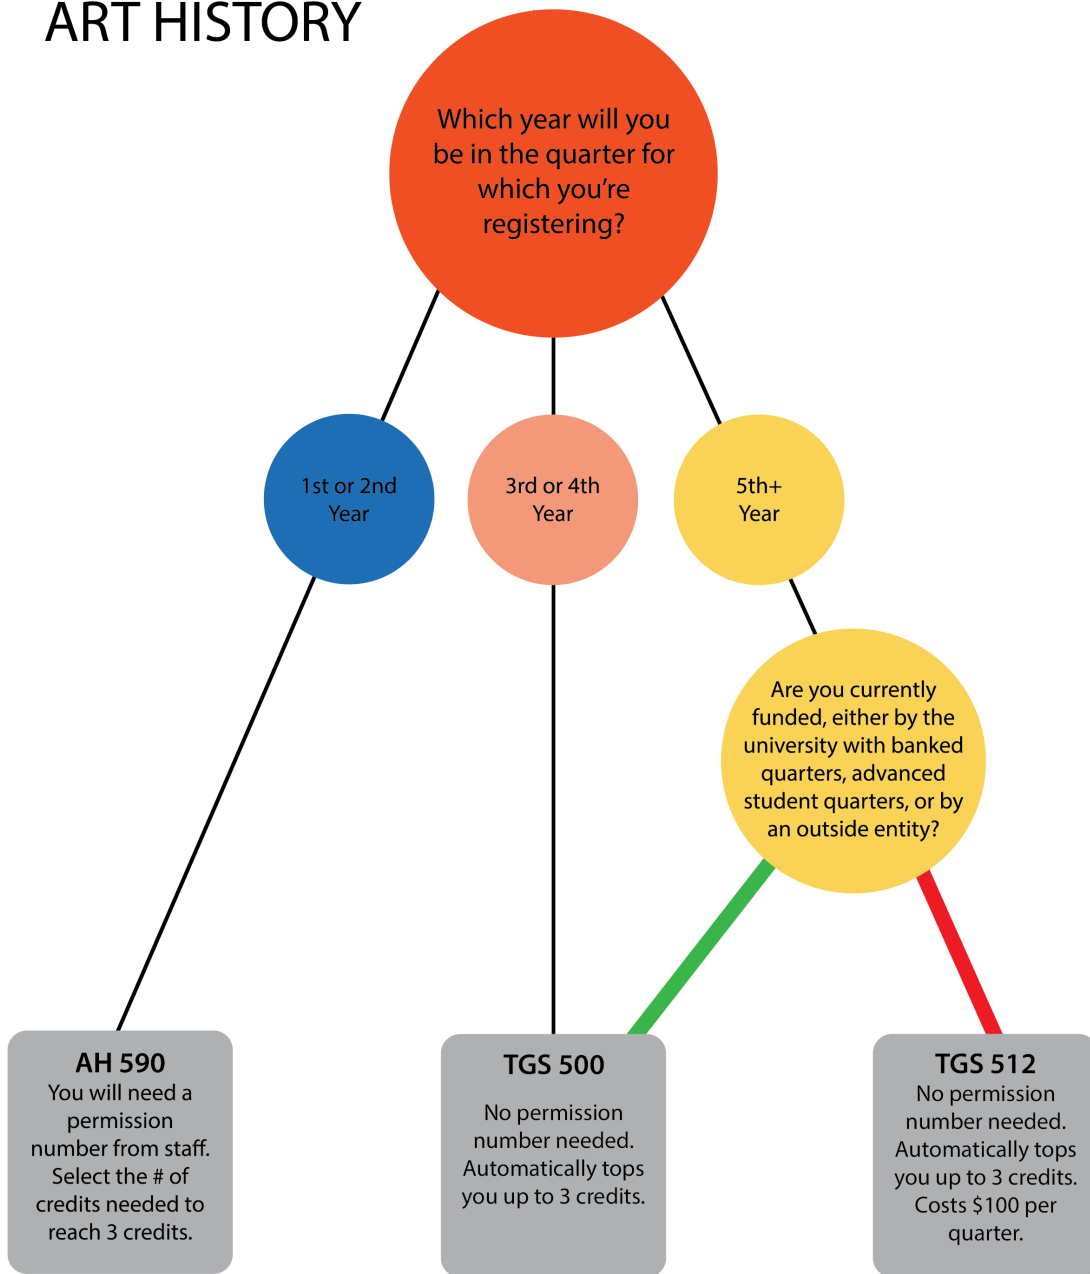 ART HISTORY
Which year will you
be in the quarter for
which you're
registering?
1st or 2nd
Year
3rd or 4th
Year
5th+
Year
Are you currently
funded, either by the
university with banked
quarters, advanced
student quarters, or by
an outside entity?
AH 590
You will need a
permission
number from staff.
Select the # of
credits needed to
reach 3 credits.
TGS 500
No permission
number needed.
Automatically tops
you up to 3 credits.
TGS 512
No permission
number needed.
Automatically tops
you up to 3 credits.
Costs $100 per
quarter.